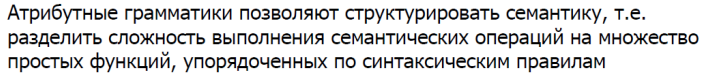 Атрибутные грамматики позволяют структурировать семантику, т.е.
разделить сложность выполнения семантических операций на множество
простых функций, упорядоченных по синтаксическим правилам